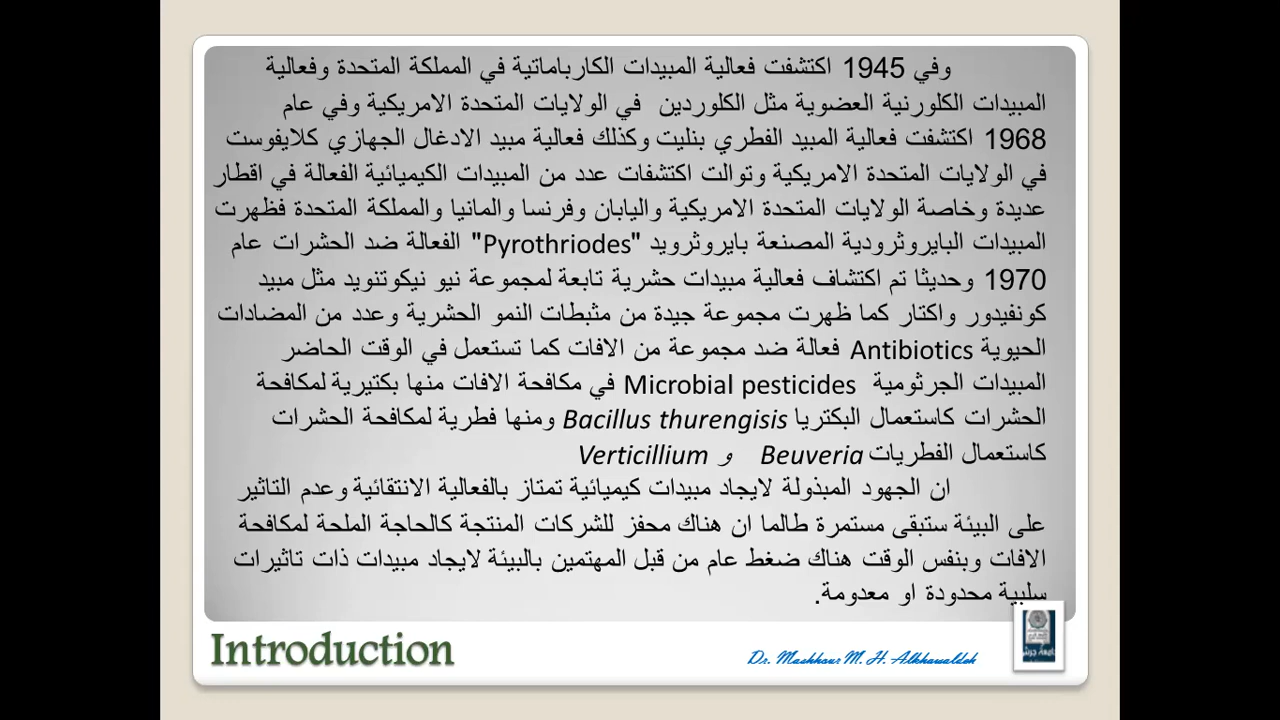 وفي 1945 اكتشفت فعالية المبيدات الكارباماتية في المملكة المتحدة وفعالية
المبيدات الكلورنية العضوية مثل الكلوردين في الولايات المتحدة الامريكية وفي عام
1968 اكتشفت فعالية المبيد الفطري بنليت وكذلك فعالية مبيد الادغال الجهازي كلايفوست
في الولايات المتحدة الامريكية وتوالت اكتشفات عدد من المبيدات الكيميائية الفعالة في اقطار
عديدة وخاصة الولايات المتحدة الامريكية واليابان وفرنسا والمانيا والمملكة المتحدة فظهرت
المبيدات البايروثرودية المصنعة بايروثرويد "Pyrothriodes" الفعالة ضد الحشرات عام
1970 وحديثا تم اكتشاف فعالية مبيدات حشرية تابعة لمجموعة نيو نيكوتنويد مثل مبيد
كونفيدور واكتار كما ظهرت مجموعة جيدة من مثبطات النمو الحشرية وعدد من المضادات
الحيوية Antibiotics فعالة ضد مجموعة من الافات كما تستعمل في الوقت الحاضر
المبيدات الجرثومية Microbial pesticides في مكافحة الافات منها بكتيرية لمكافحة
الحشرات كاستعمال البكتريا Bacillus thurengisis ومنها فطرية لمكافحة الحشرات
كاستعمال الفطريات Beuveria و Verticillium
ان الجهود المبذولة لايجاد مبيدات كيميائية تمتاز بالفعالية الانتقائية وعدم التاثير
على البيئة ستبقى مستمرة طالما ان هناك محفز للشركات المنتجة كالحاجة الملحة لمكافحة
الافات وبنفس الوقت هناك ضغط عام من قبل المهتمين بالبيئة لايجاد مبيدات ذات تاثيرات
سلبية محدودة او معدومة.
Introduction
Dr. Mashhour M. H. Alkhawaldeh